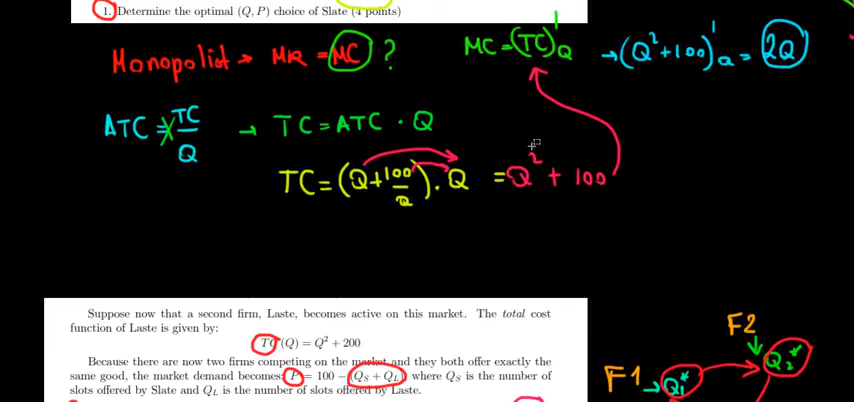 1. Determine the optimal (Q, P) choice of Slate (4 points)
Monopolist → MR = MC ?
MC = (TC)'Q → (Q² + 100)'Q = 2Q
ATC = TC/Q → TC = ATC · Q
TC = (Q + 100/Q) · Q = Q² + 100
Suppose now that a second firm, Laste, becomes active on this market. The total cost
function of Laste is given by:
TC(Q) = Q² + 200
Because there are now two firms competing on the market and they both offer exactly the
same good, the market demand becomes P = 100 − (QS + QL) where QS is the number of
slots offered by Slate and QL is the number of slots offered by Laste.
F2
Q2*
F1 → Q1*